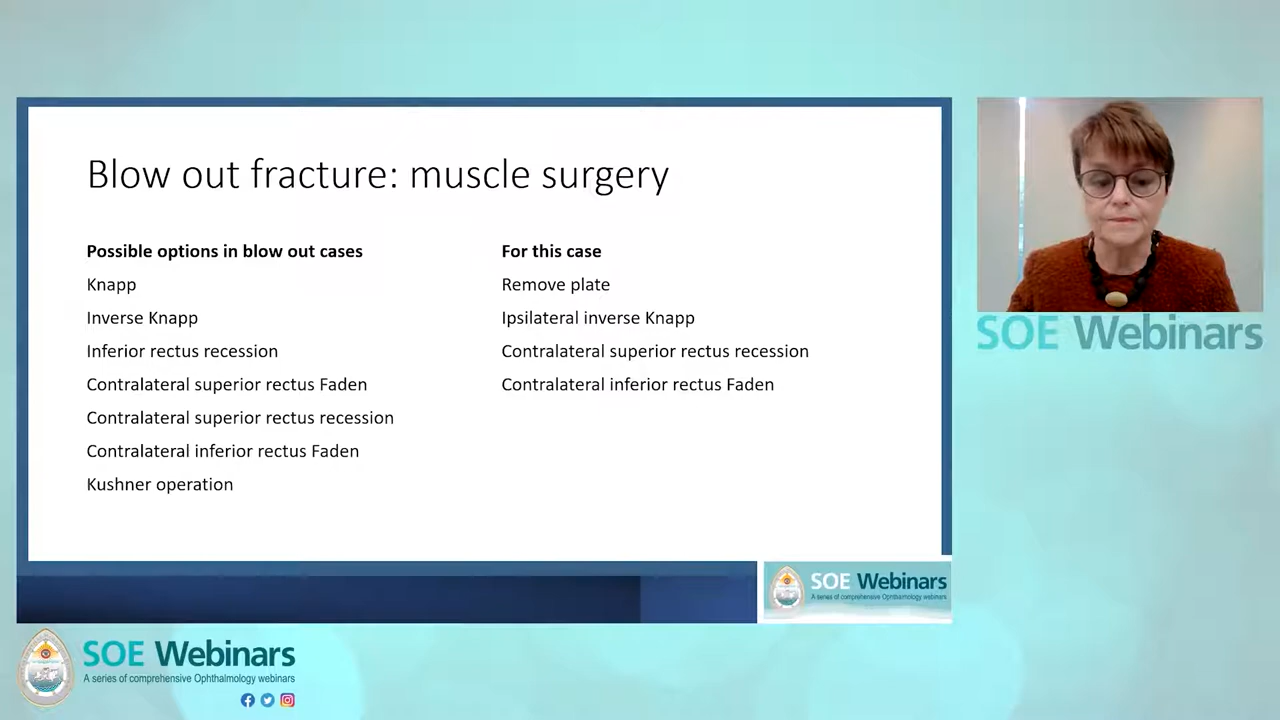 Blow out fracture: muscle surgery
Possible options in blow out cases
Knapp
Inverse Knapp
Inferior rectus recession
Contralateral superior rectus Faden
Contralateral superior rectus recession
Contralateral inferior rectus Faden
Kushner operation
For this case
Remove plate
Ipsilateral inverse Knapp
Contralateral superior rectus recession
Contralateral inferior rectus Faden
SOE Webinars
SOE Webinars
A series of comprehensive Ophthalmology webinars
SOE Webinars
A series of comprehensive Ophthalmology webinars